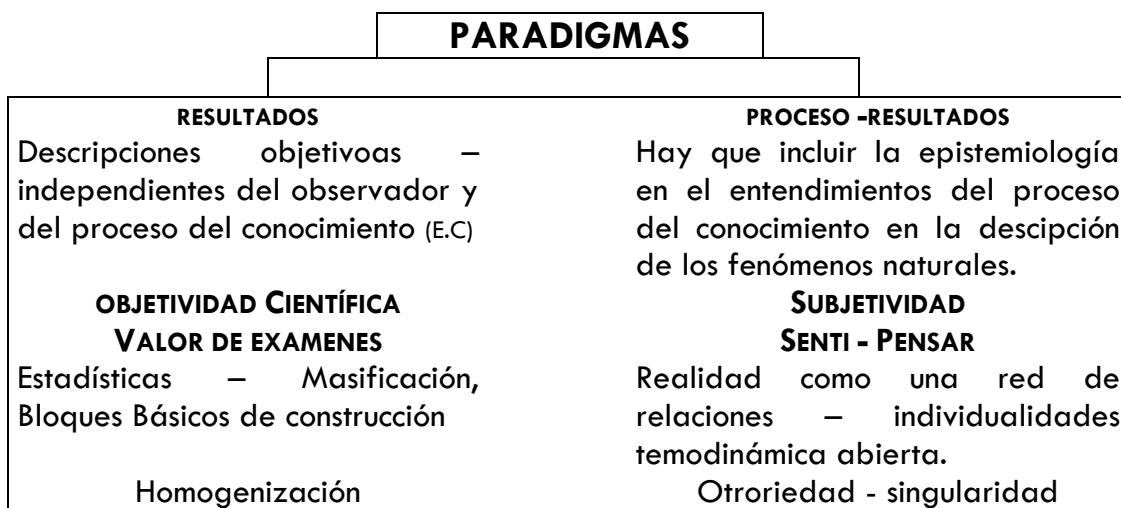 PARADIGMAS
RESULTADOS
Descripciones objetivoas –
independientes del observador y
del proceso del conocimiento (E.C)
OBJETIVIDAD CIENTÍFICA
VALOR DE EXAMENES
Estadísticas – Masificación,
Bloques Básicos de construcción
Homogenización
PROCESO -RESULTADOS
Hay que incluir la epistemiología
en el entendimientos del proceso
del conocimiento en la descipción
de los fenómenos naturales.
SUBJETIVIDAD
SENTI - PENSAR
Realidad como una red de
relaciones – individualidades
temodinámica abierta.
Otroriedad - singularidad